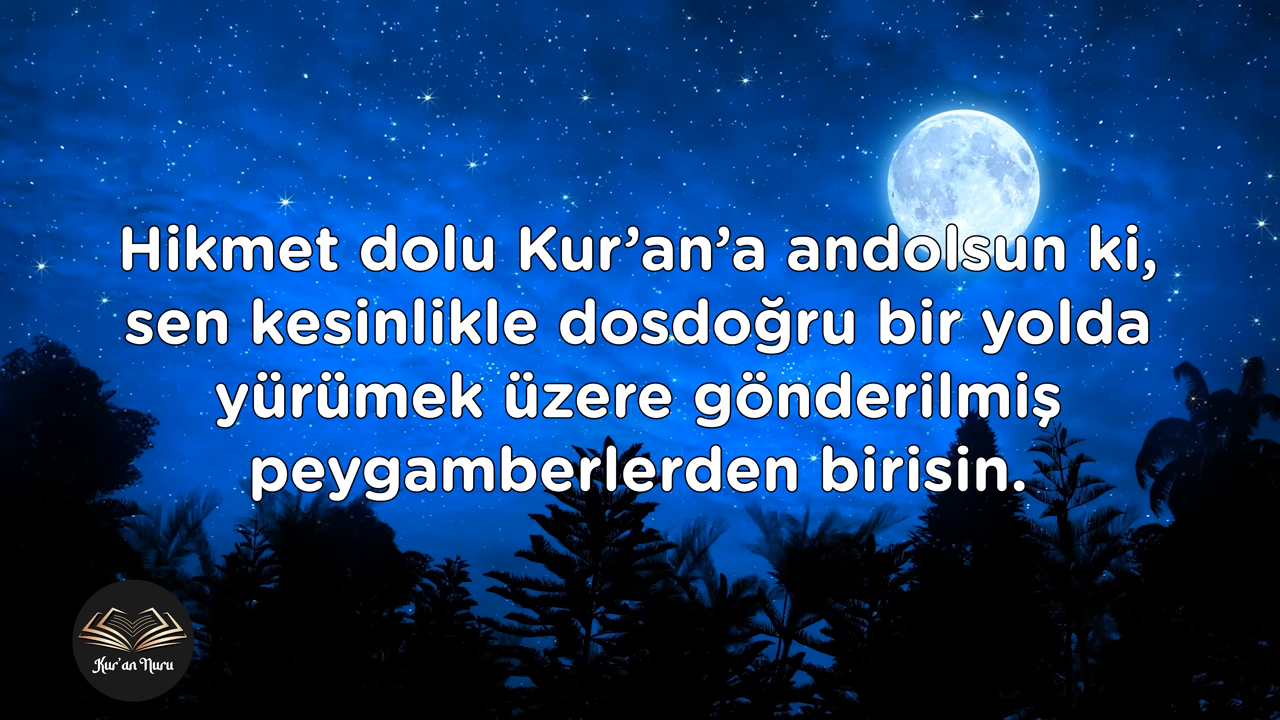 Hikmet dolu Kur’an’a andolsun ki,
sen kesinlikle dosdoğru bir yolda
yürümek üzere gönderilmiş
peygamberlerden birisin.
Kur’an Nuru